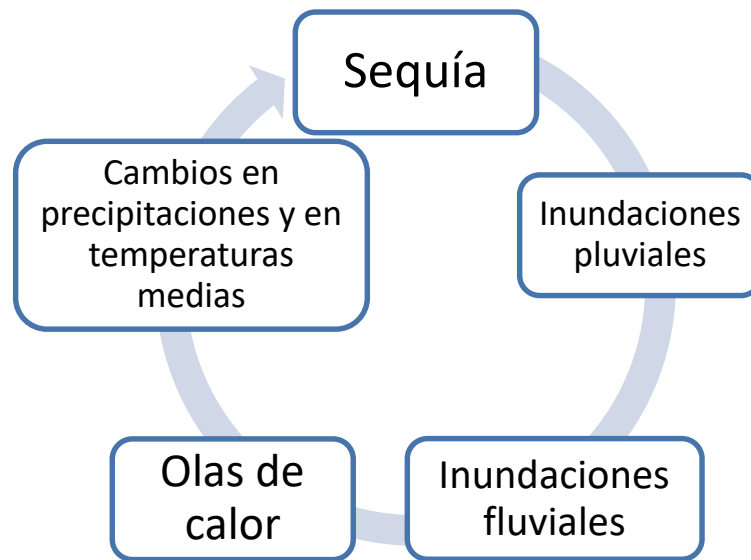 Sequía
Inundaciones
pluviales
Inundaciones
fluviales
Olas de
calor
Cambios en
precipitaciones y en
temperaturas
medias